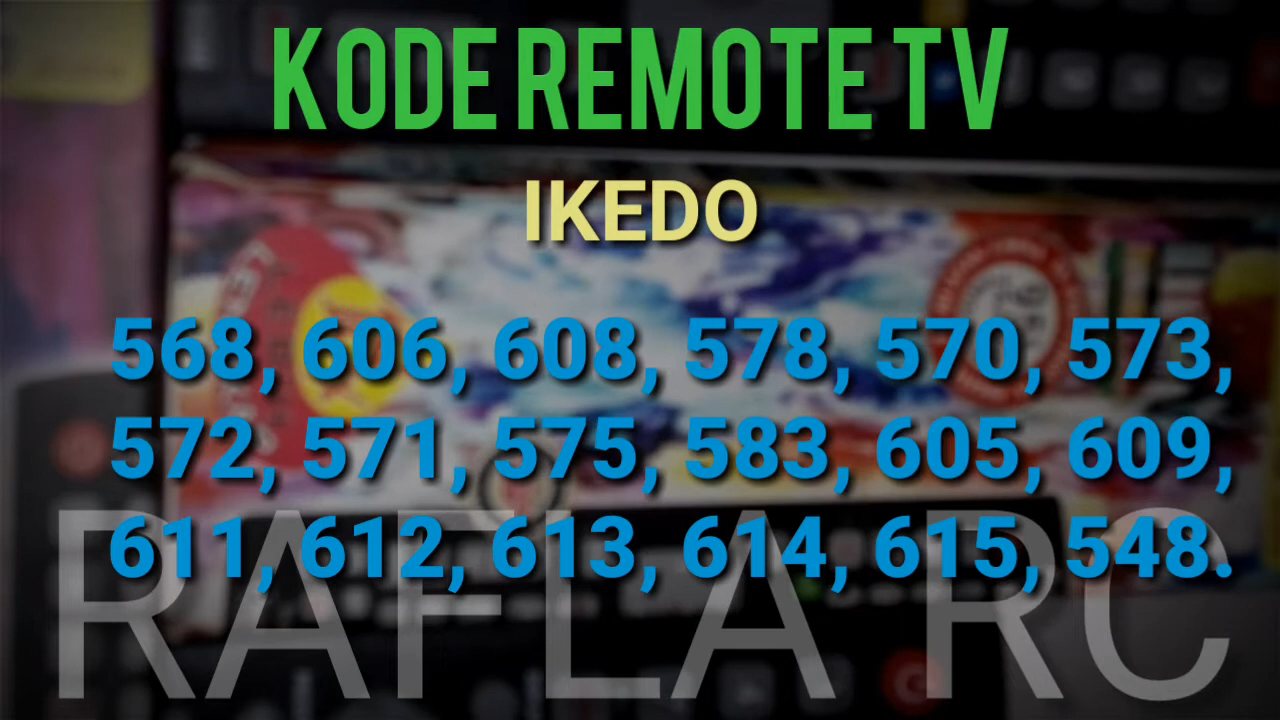 KODE REMOTE TV
IKEDO
568, 606, 608, 578, 570, 573,
572, 571, 575, 583, 605, 609,
611, 612, 613, 614, 615, 548.
RAFLA RC